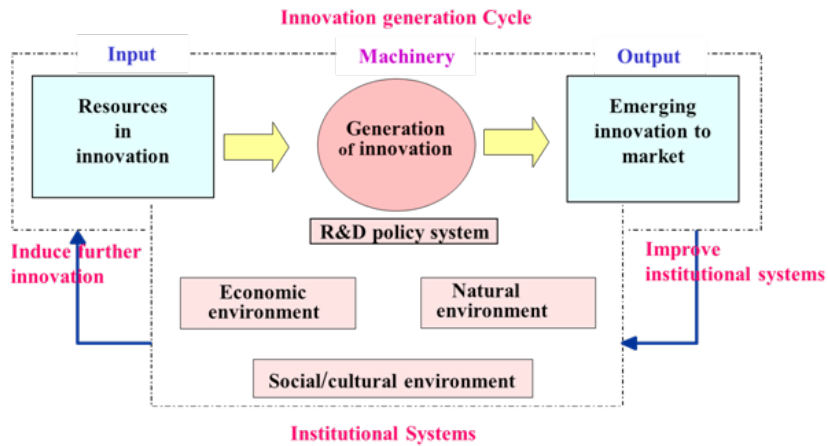 Innovation generation Cycle
Input
Machinery
Output
Resources
in
innovation
Generation
of innovation
Emerging
innovation to
market
R&D policy system
Induce further
innovation
Improve
institutional systems
Economic
environment
Natural
environment
Social/cultural environment
Institutional Systems